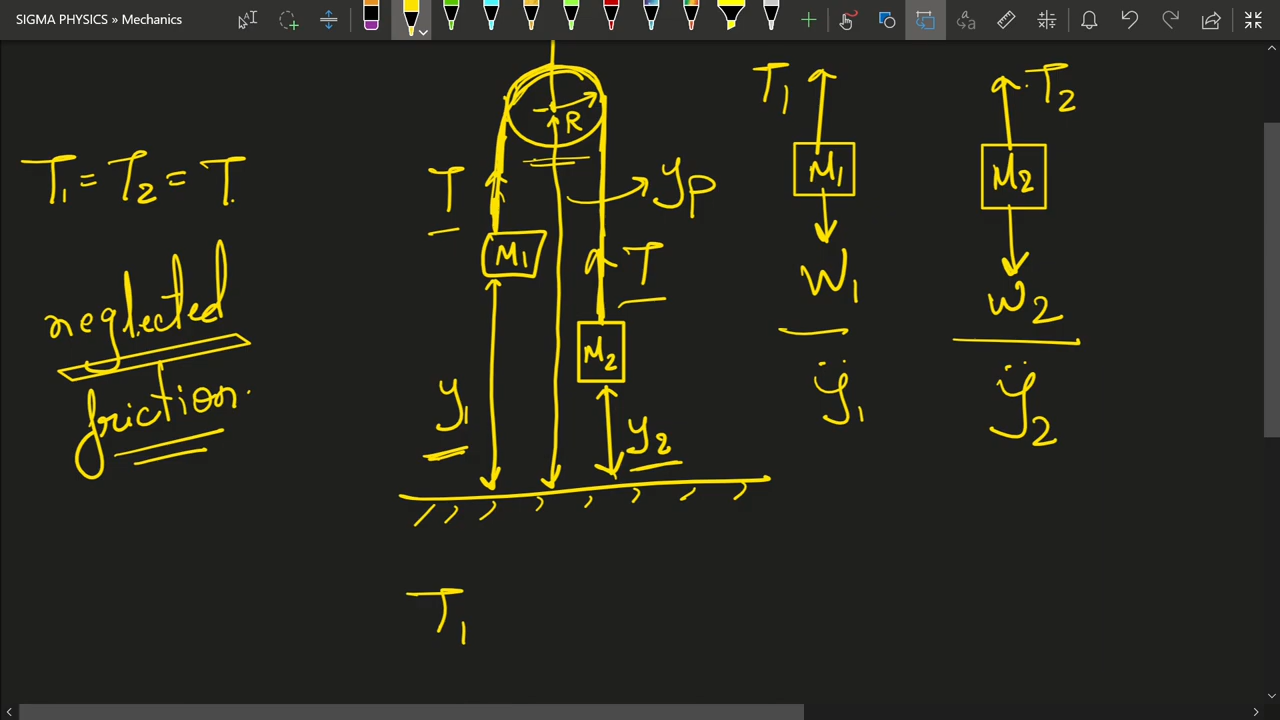 SIGMA PHYSICS » Mechanics
T₁ = T₂ = T.
neglected
friction.
R
T
y_P
M₁
T
M₂
y₁
y₂
T₁
M₁
W₁
ÿ₁
T₂
M₂
W₂
ÿ₂
T₁